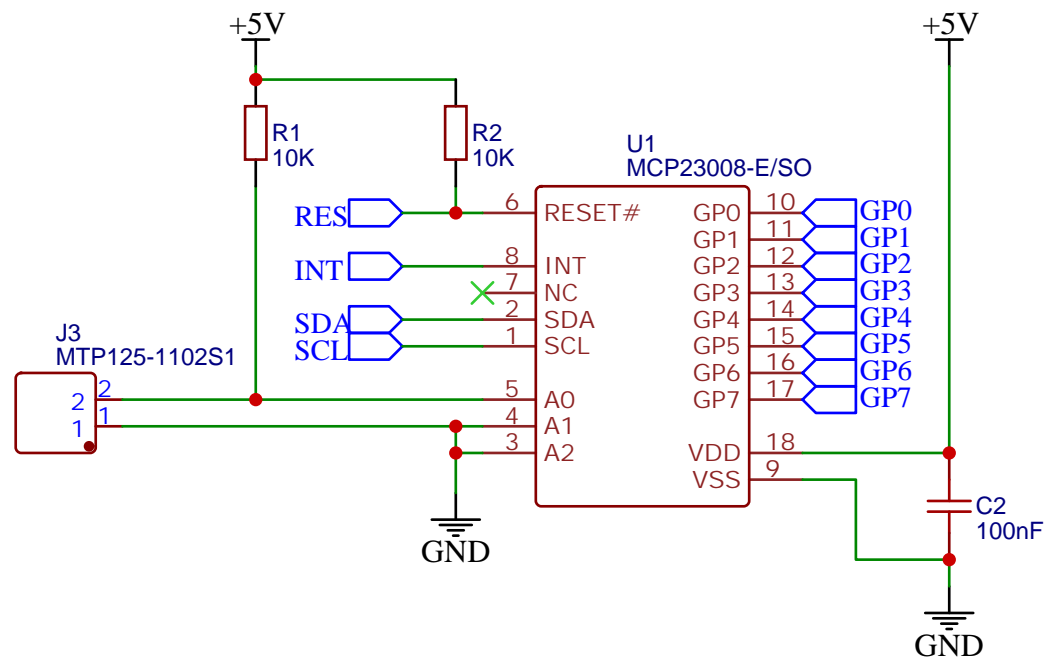 +5V
+5V
R1
10K
R2
10K
U1
MCP23008-E/SO
RES
6
RESET#
GP0
10
GP0
GP1
11
GP1
INT
8
INT
GP2
12
GP2
7
NC
GP3
13
GP3
SDA
2
SDA
GP4
14
GP4
SCL
1
SCL
GP5
15
GP5
GP6
16
GP6
J3
MTP125-1102S1
2
2
5
A0
GP7
17
GP7
1
1
4
A1
3
A2
VDD
18
VSS
9
C2
100nF
GND
GND